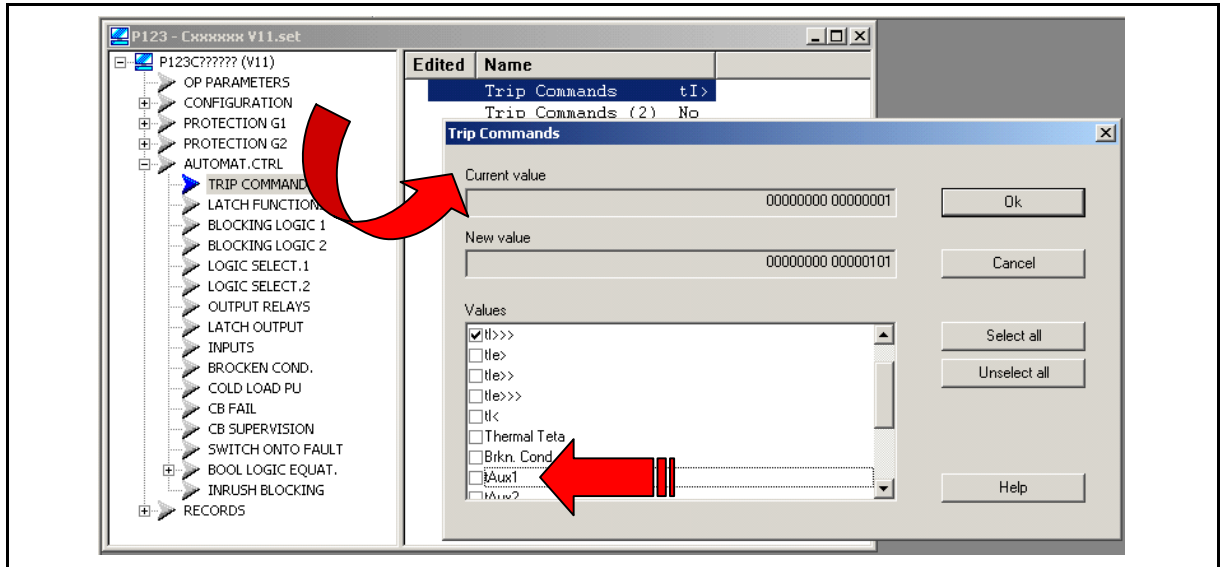 P123 - Cxxxxxx V11.set
P123C?????? (V11)
OP PARAMETERS
CONFIGURATION
PROTECTION G1
PROTECTION G2
AUTOMAT.CTRL
TRIP COMMAND
LATCH FUNCTION
BLOCKING LOGIC 1
BLOCKING LOGIC 2
LOGIC SELECT.1
LOGIC SELECT.2
OUTPUT RELAYS
LATCH OUTPUT
INPUTS
BROCKEN COND.
COLD LOAD PU
CB FAIL
CB SUPERVISION
SWITCH ONTO FAULT
BOOL LOGIC EQUAT.
INRUSH BLOCKING
RECORDS
Edited Name
Trip Commands tI>
Trip Commands (2) No
Trip Commands
Current value
00000000 00000001
Ok
New value
00000000 00000101
Cancel
Values
tI>>>
tIe>
tIe>>
tIe>>>
tI<
Thermal Teta
Brkn. Cond
tAux1
tAux2
Select all
Unselect all
Help